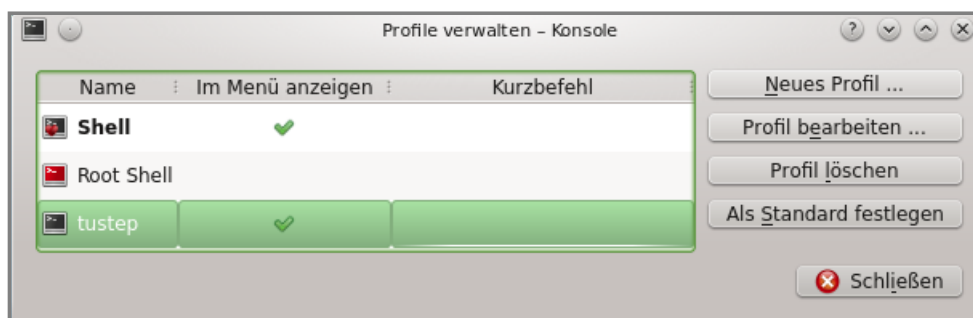 Profile verwalten – Konsole
Name Im Menü anzeigen Kurzbefehl
Shell
Root Shell
tustep
Neues Profil ...
Profil bearbeiten ...
Profil löschen
Als Standard festlegen
Schließen